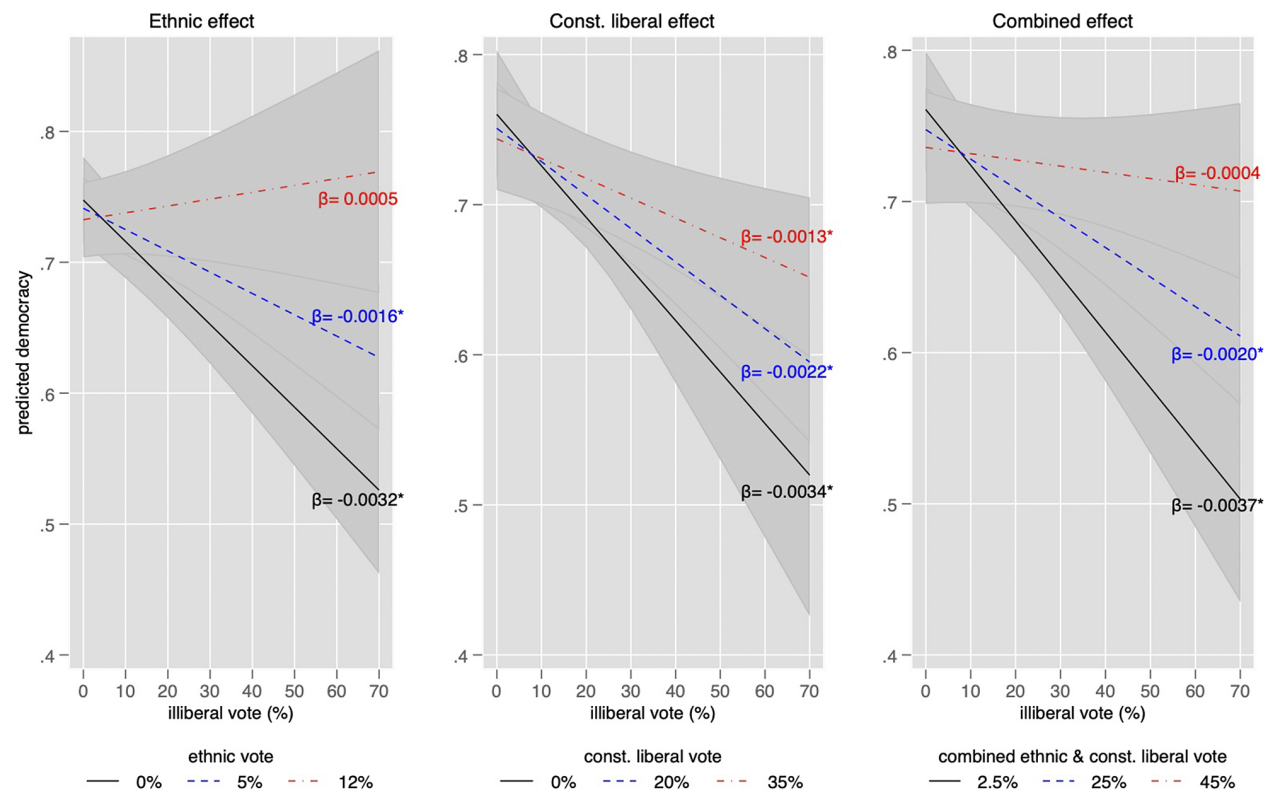 Ethnic effect
Const. liberal effect
Combined effect
predicted democracy
.8
.7
.6
.5
.4
β= 0.0005
β= -0.0016*
β= -0.0032*
0 10 20 30 40 50 60 70
illiberal vote (%)
ethnic vote
0% 5% 12%
.8
.7
.6
.5
.4
β= -0.0013*
β= -0.0022*
β= -0.0034*
0 10 20 30 40 50 60 70
illiberal vote (%)
const. liberal vote
0% 20% 35%
.8
.7
.6
.5
.4
β= -0.0004
β= -0.0020*
β= -0.0037*
0 10 20 30 40 50 60 70
illiberal vote (%)
combined ethnic & const. liberal vote
2.5% 25% 45%